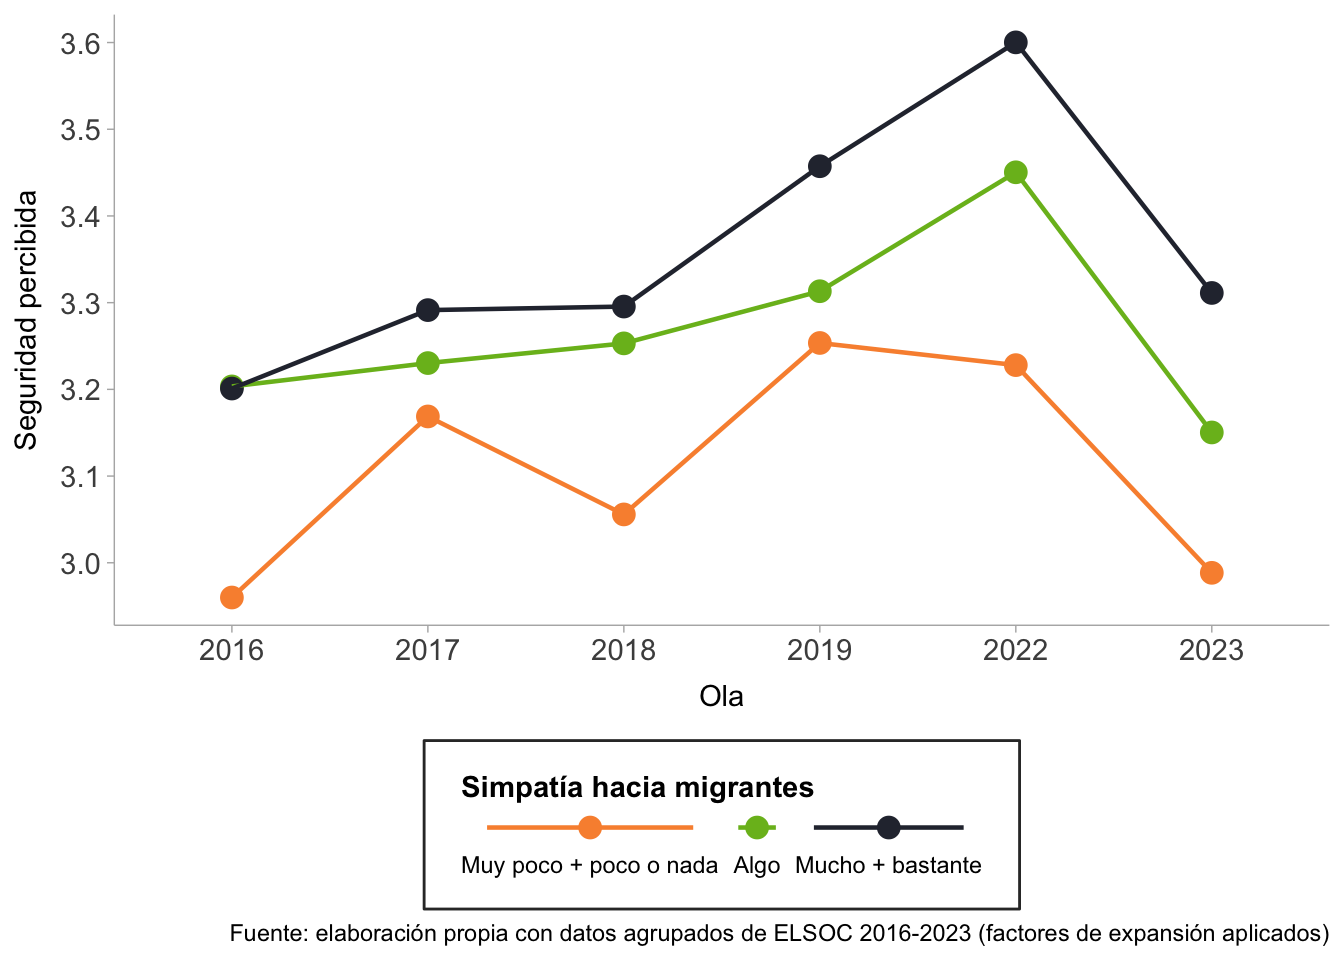 3.6
3.5
3.4
3.3
3.2
3.1
3.0
Seguridad percibida
2016 2017 2018 2019 2022 2023
Ola
Simpatía hacia migrantes
Muy poco + poco o nada Algo Mucho + bastante
Fuente: elaboración propia con datos agrupados de ELSOC 2016-2023 (factores de expansión aplicados)